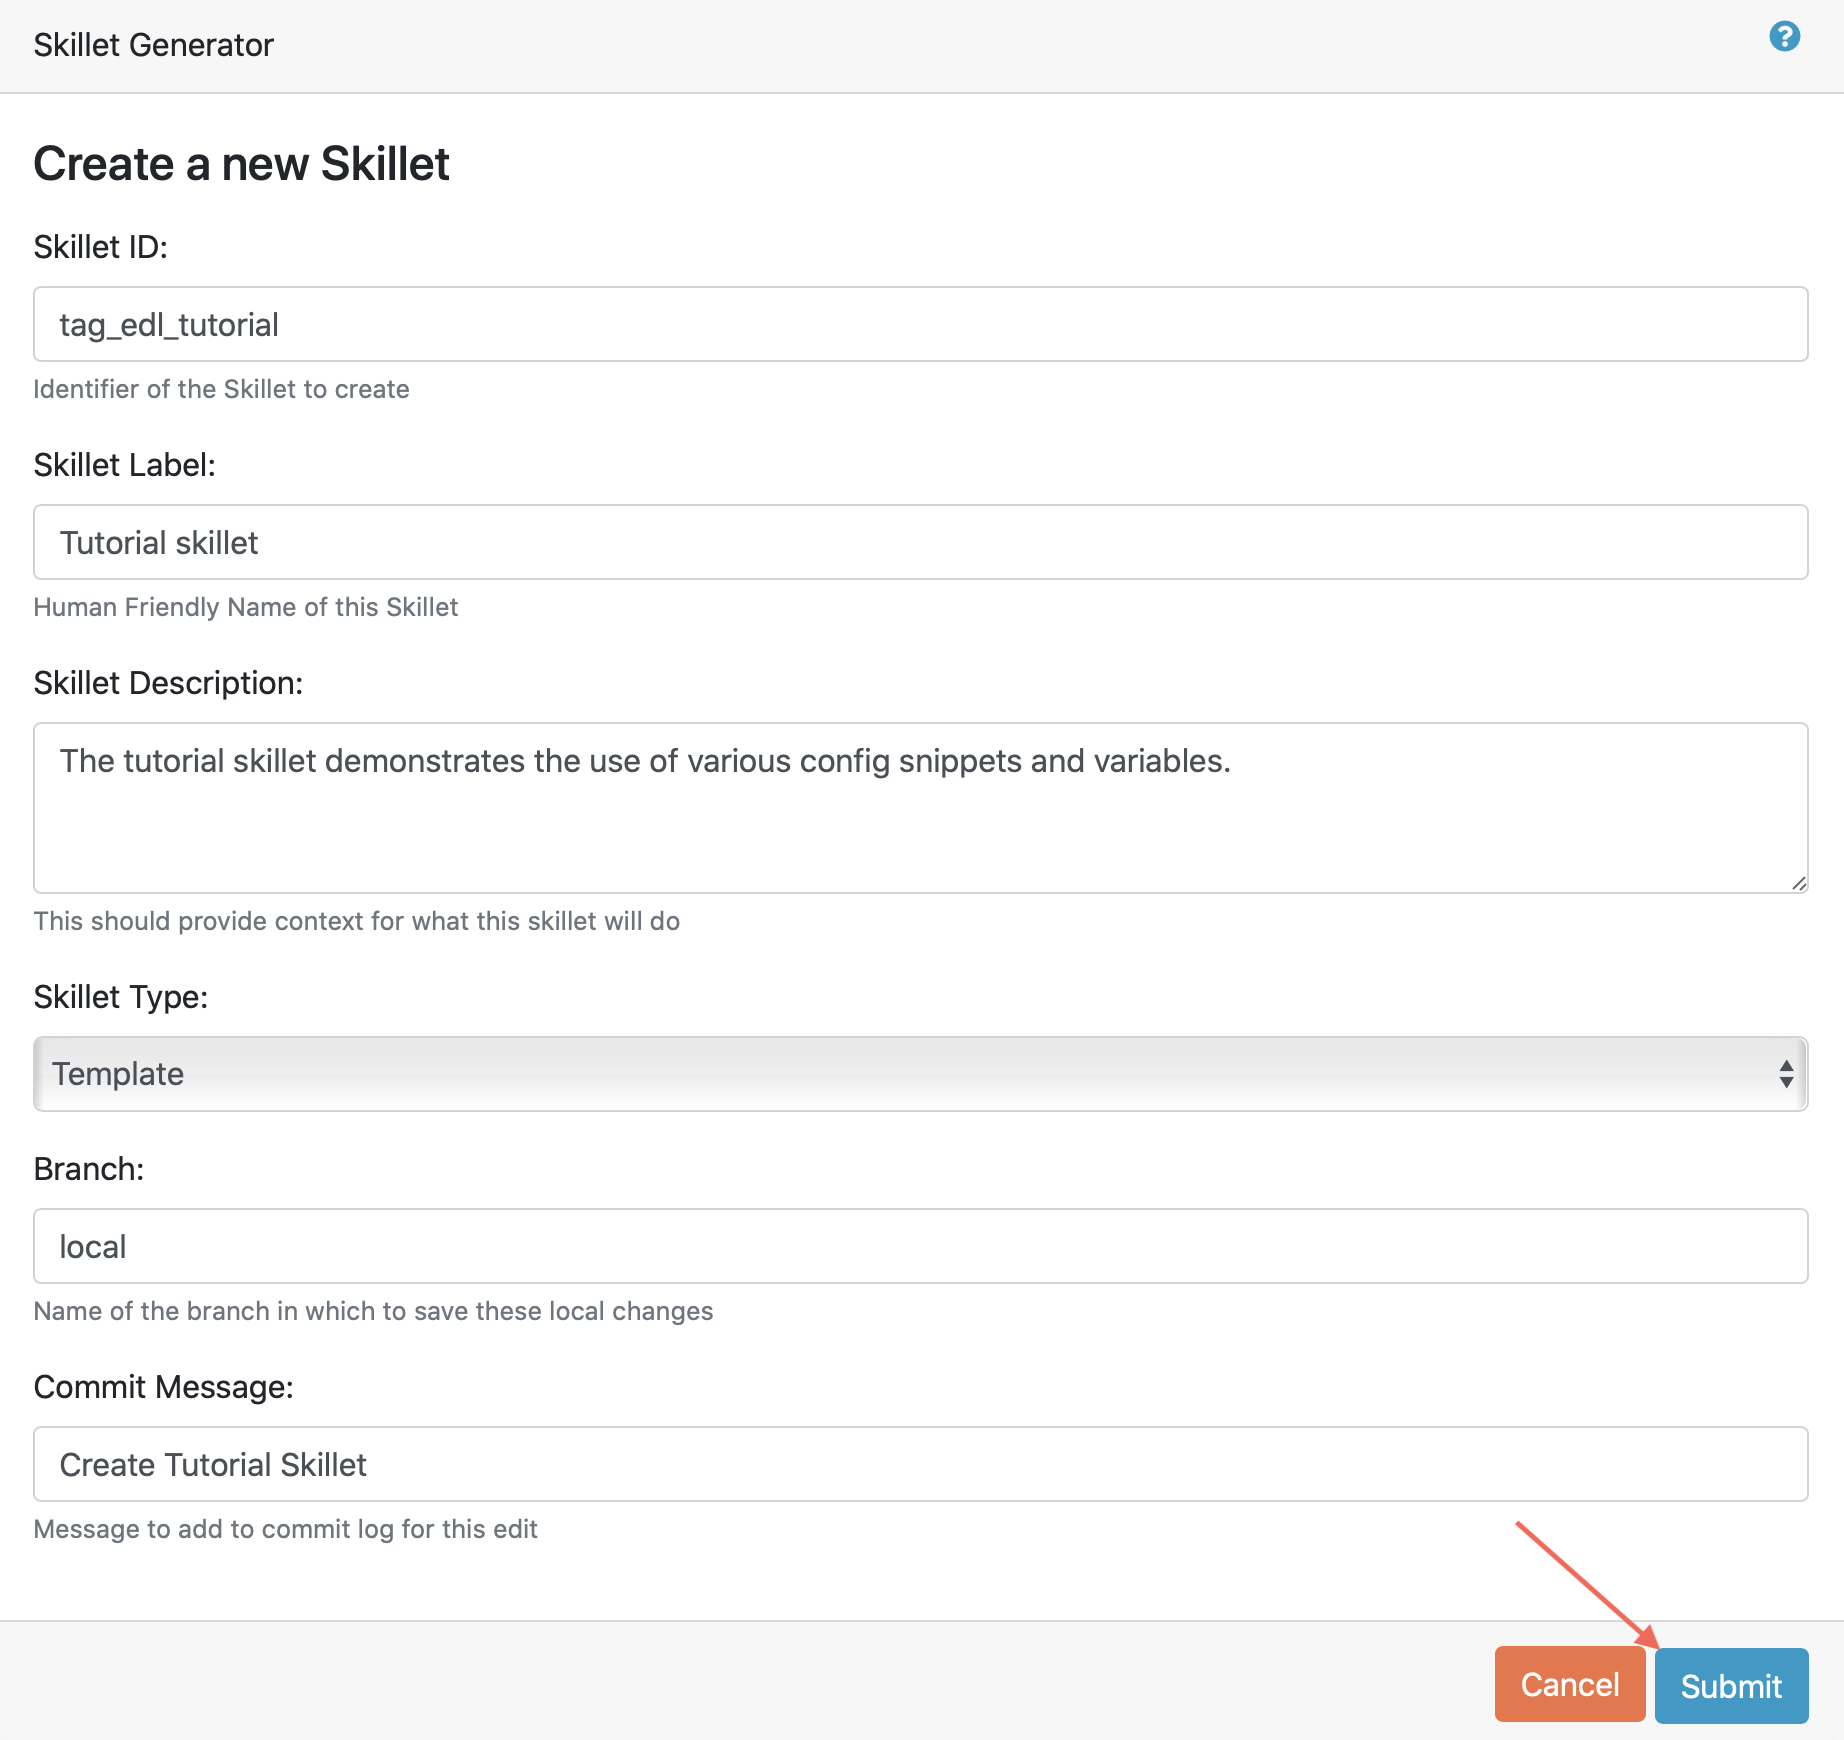 Skillet Generator
?
Create a new Skillet
Skillet ID:
tag_edl_tutorial
Identifier of the Skillet to create
Skillet Label:
Tutorial skillet
Human Friendly Name of this Skillet
Skillet Description:
The tutorial skillet demonstrates the use of various config snippets and variables.
This should provide context for what this skillet will do
Skillet Type:
Template
Branch:
local
Name of the branch in which to save these local changes
Commit Message:
Create Tutorial Skillet
Message to add to commit log for this edit
Cancel Submit